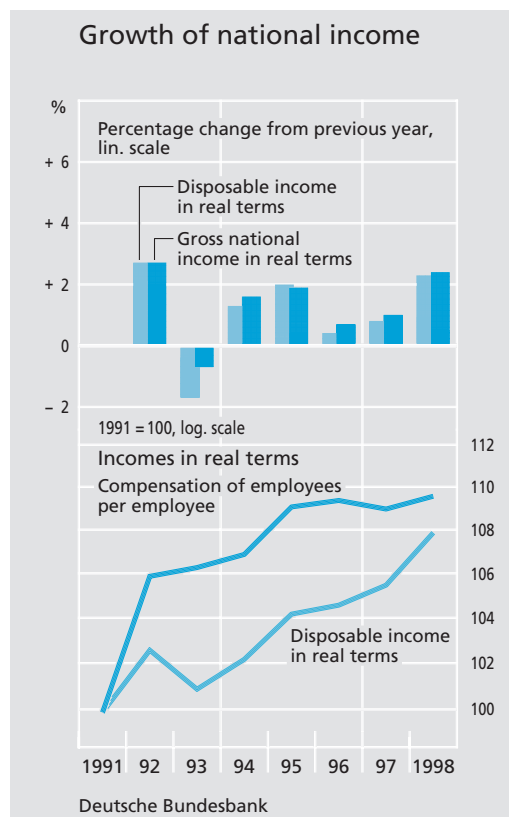 Growth of national income
%
Percentage change from previous year,
lin. scale
+ 6
Disposable income
in real terms
+ 4
Gross national
income in real terms
+ 2
0
– 2
1991 = 100, log. scale
112
Incomes in real terms
Compensation of employees
per employee
110
108
106
104
Disposable income
in real terms
102
100
1991 92 93 94 95 96 97 1998
Deutsche Bundesbank